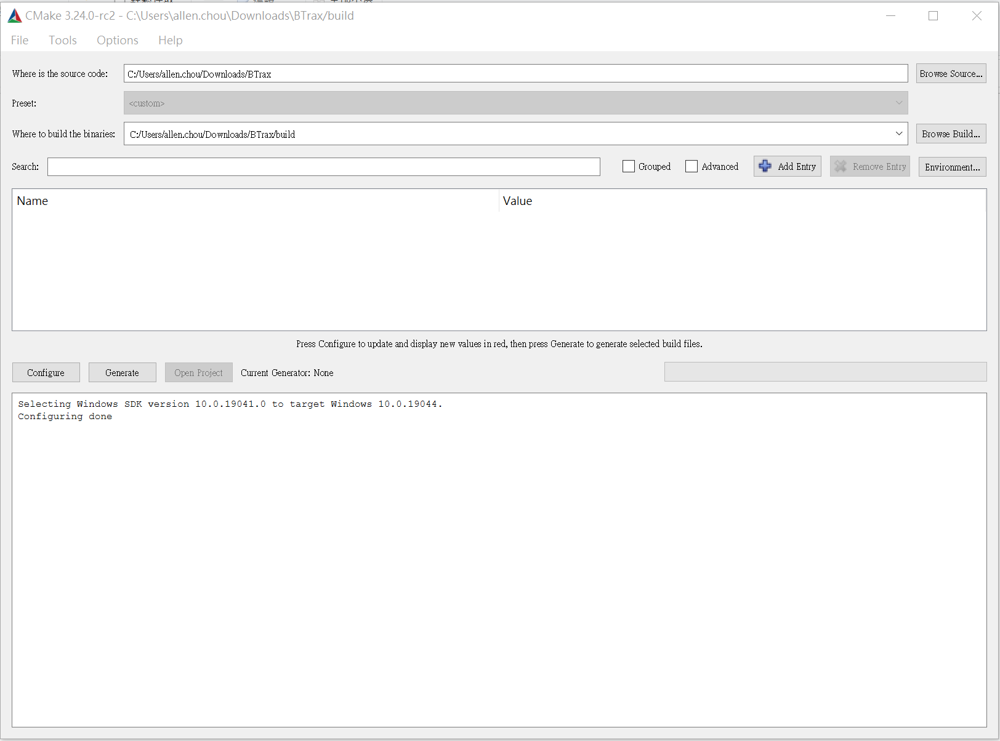 CMake 3.24.0-rc2 - C:\Users\allen.chou\Downloads\BTrax/build
File Tools Options Help
Where is the source code: C:/Users/allen.chou/Downloads/BTrax Browse Source...
Preset: <custom>
Where to build the binaries: C:/Users/allen.chou/Downloads/BTrax/build Browse Build...
Search: Grouped Advanced Add Entry Remove Entry Environment...
Name Value
Press Configure to update and display new values in red, then press Generate to generate selected build files.
Configure Generate Open Project Current Generator: None
Selecting Windows SDK version 10.0.19041.0 to target Windows 10.0.19044.
Configuring done